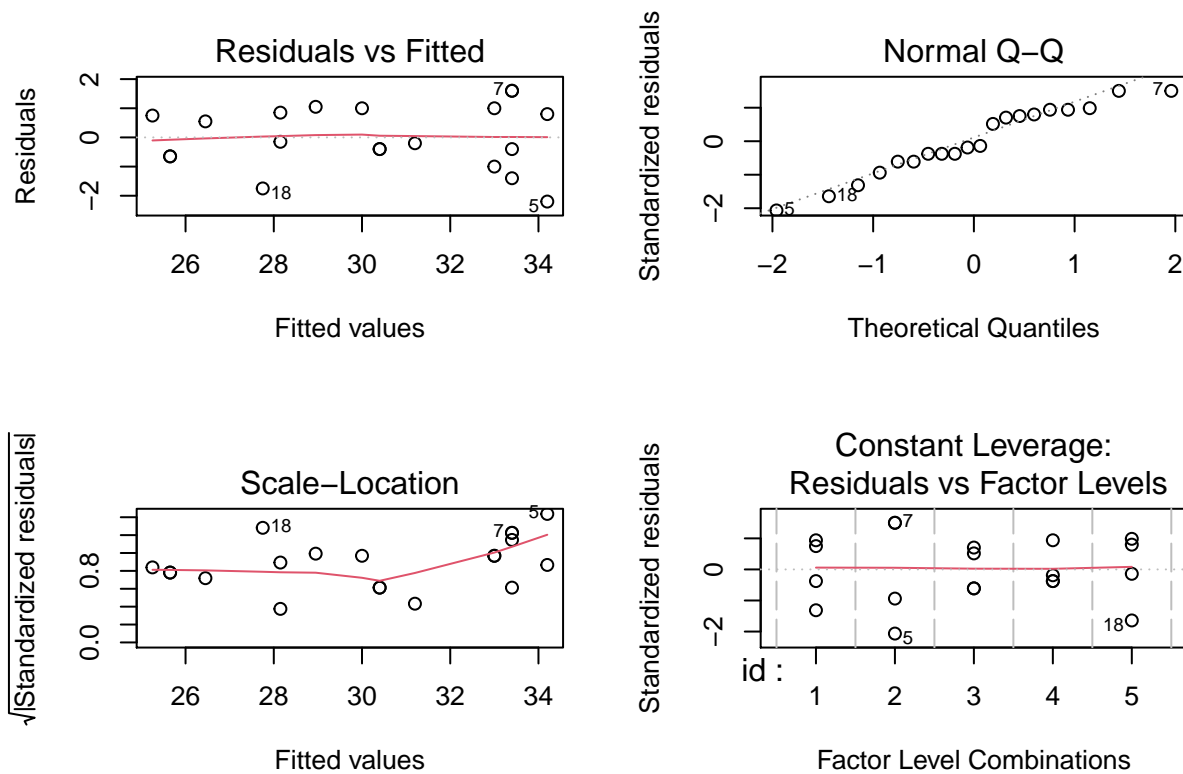 Residuals vs Fitted
Residuals
2
0
−2
7
18
5
26 28 30 32 34
Fitted values
Normal Q−Q
Standardized residuals
0
−2
7
18
5
−2 −1 0 1 2
Theoretical Quantiles
Scale−Location
√|Standardized residuals|
0.8
0.0
18
7
5
26 28 30 32 34
Fitted values
Constant Leverage:
Residuals vs Factor Levels
Standardized residuals
0
−2
7
5
18
id :
1 2 3 4 5
Factor Level Combinations